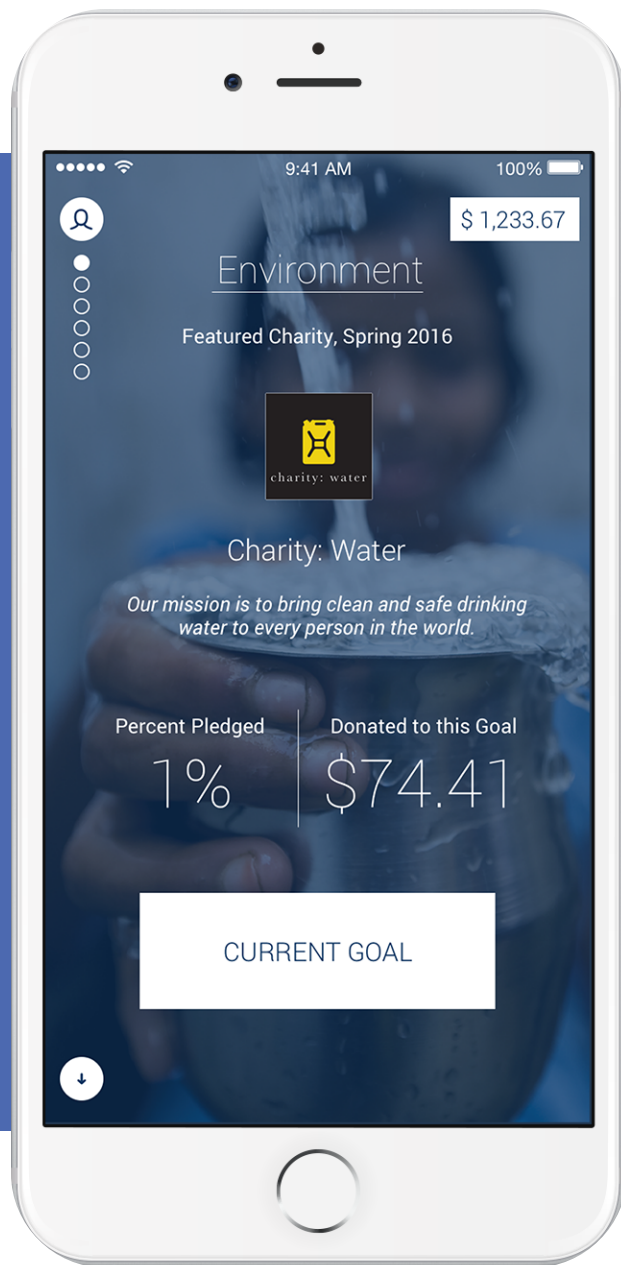 9:41 AM
100%
$ 1,233.67
Environment
Featured Charity, Spring 2016
charity: water
Charity: Water
Our mission is to bring clean and safe drinking
water to every person in the world.
Percent Pledged
Donated to this Goal
1%
$74.41
CURRENT GOAL